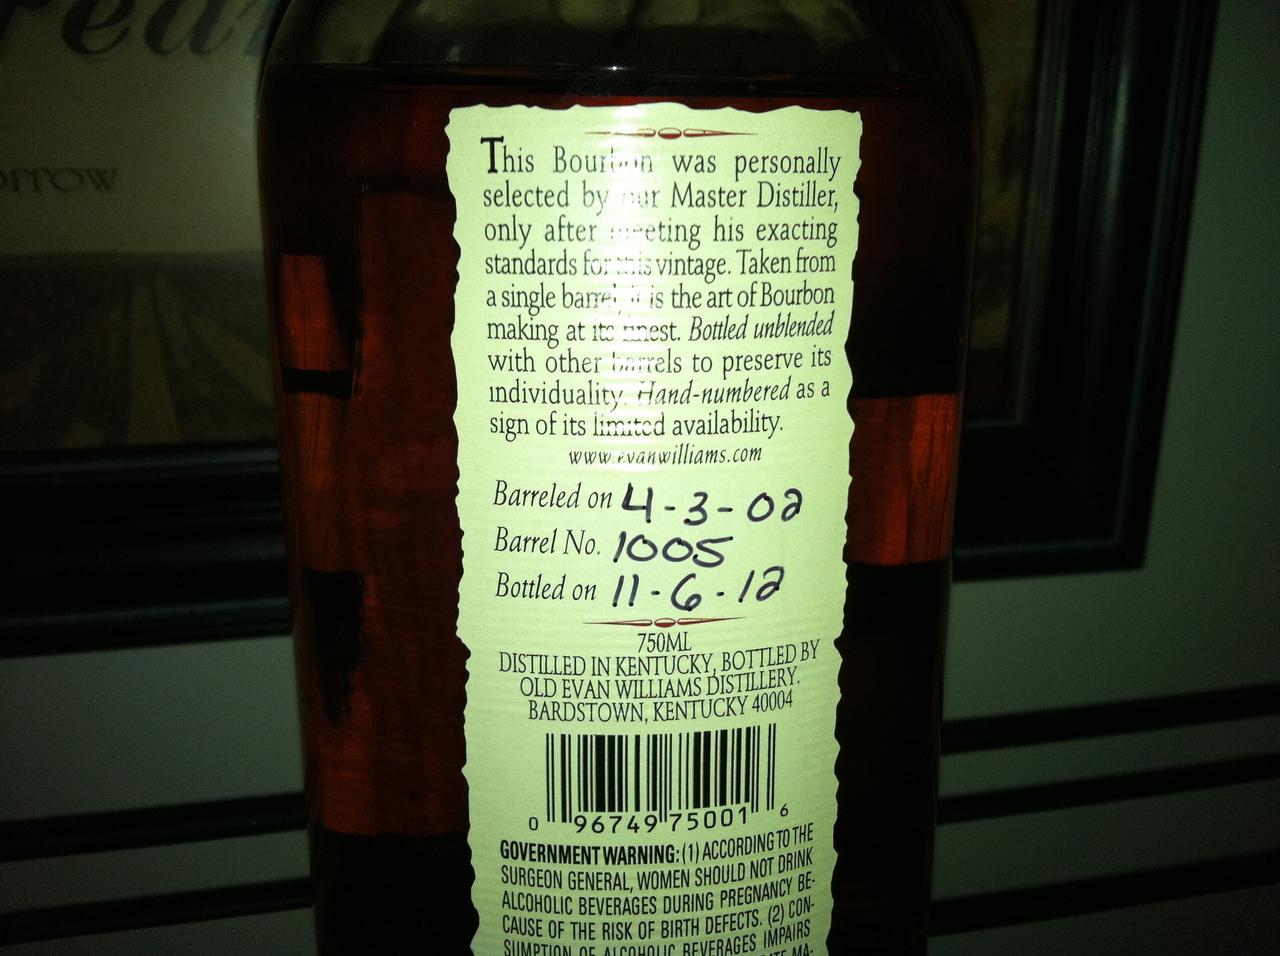 This Bourbon was personally
selected by our Master Distiller,
only after meeting his exacting
standards for this vintage. Taken from
a single barrel, it is the art of Bourbon
making at its finest. Bottled unblended
with other barrels to preserve its
individuality. Hand-numbered as a
sign of its limited availability.
www.evanwilliams.com
Barreled on 4-3-02
Barrel No. 1005
Bottled on 11-6-12
750ML
DISTILLED IN KENTUCKY, BOTTLED BY
OLD EVAN WILLIAMS DISTILLERY,
BARDSTOWN, KENTUCKY 40004
0 96749 75001 6
GOVERNMENT WARNING: (1) ACCORDING TO THE
SURGEON GENERAL, WOMEN SHOULD NOT DRINK
ALCOHOLIC BEVERAGES DURING PREGNANCY BE-
CAUSE OF THE RISK OF BIRTH DEFECTS. (2) CON-
SUMPTION OF ALCOHOLIC BEVERAGES IMPAIRS